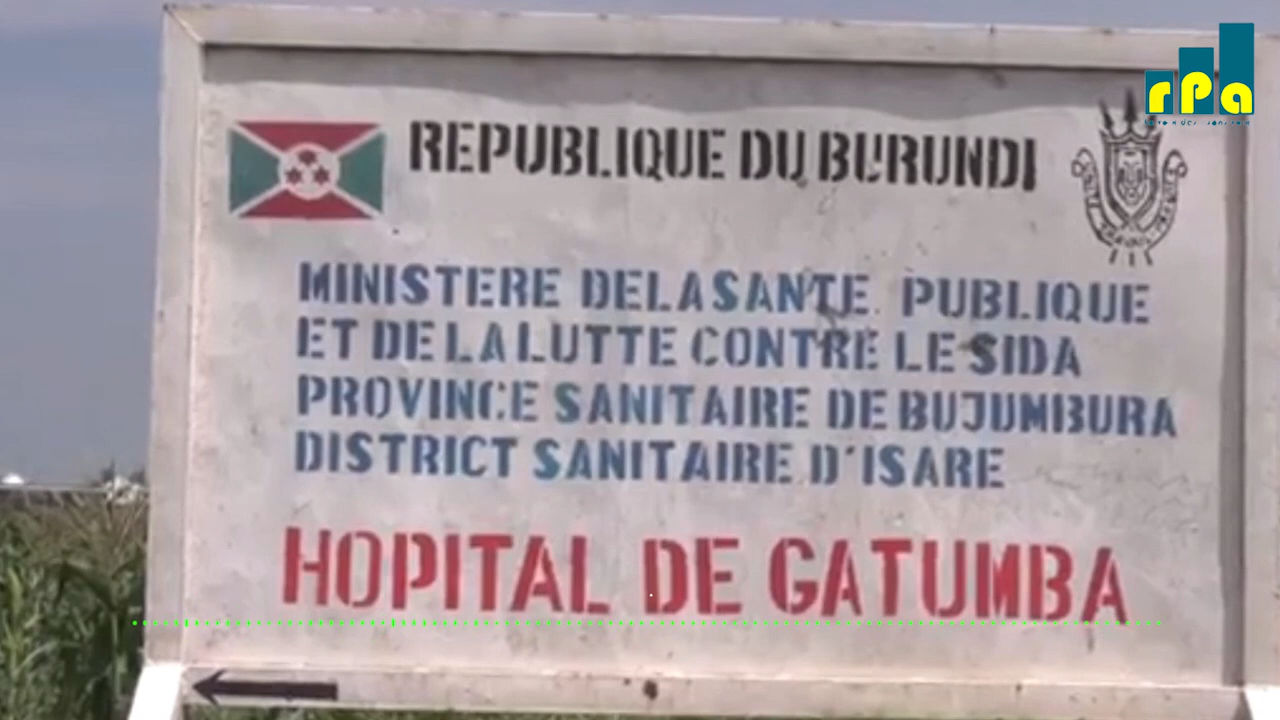 rPa
REPUBLIQUE DU BURUNDI
MINISTERE DE LA SANTE PUBLIQUE
ET DE LA LUTTE CONTRE LE SIDA
PROVINCE SANITAIRE DE BUJUMBURA
DISTRICT SANITAIRE D'ISARE
HOPITAL DE GATUMBA